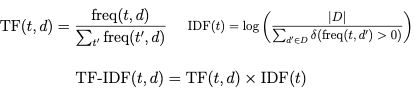 TF(t, d) = freq(t, d) / ∑_{t′} freq(t′, d)    IDF(t) = log ( |D| / ∑_{d′∈D} δ(freq(t, d′) > 0) )
TF-IDF(t, d) = TF(t, d) × IDF(t)